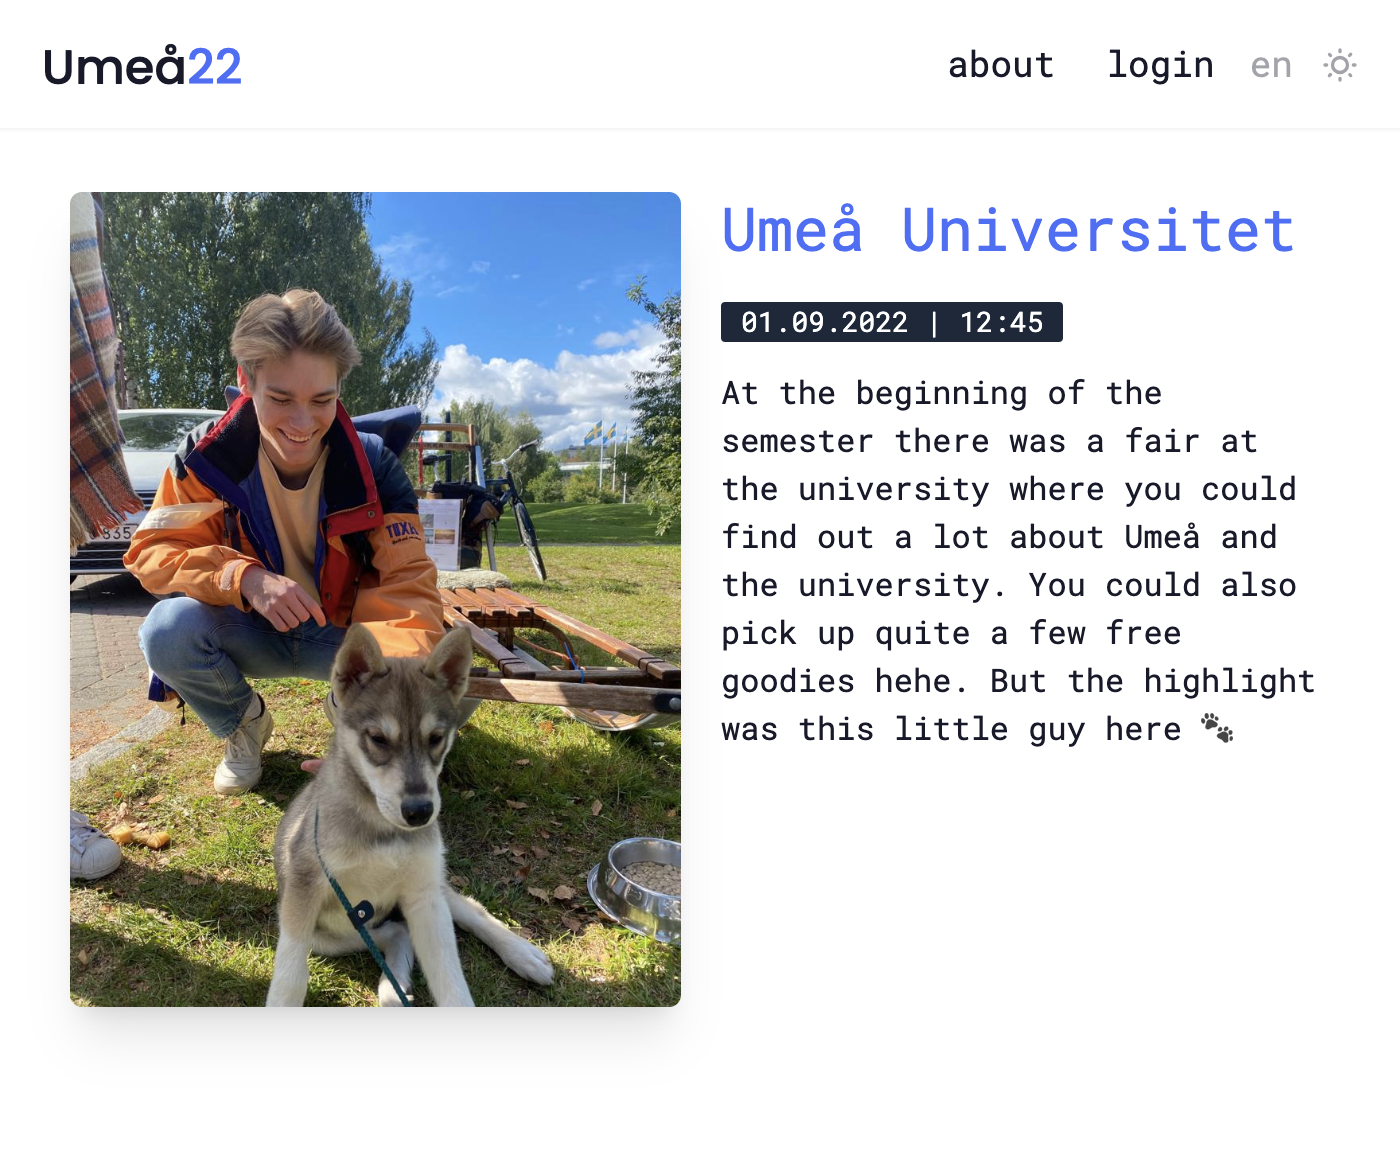 Umeå22
about login en
Umeå Universitet
01.09.2022 | 12:45
At the beginning of the
semester there was a fair at
the university where you could
find out a lot about Umeå and
the university. You could also
pick up quite a few free
goodies hehe. But the highlight
was this little guy here 🐾
835